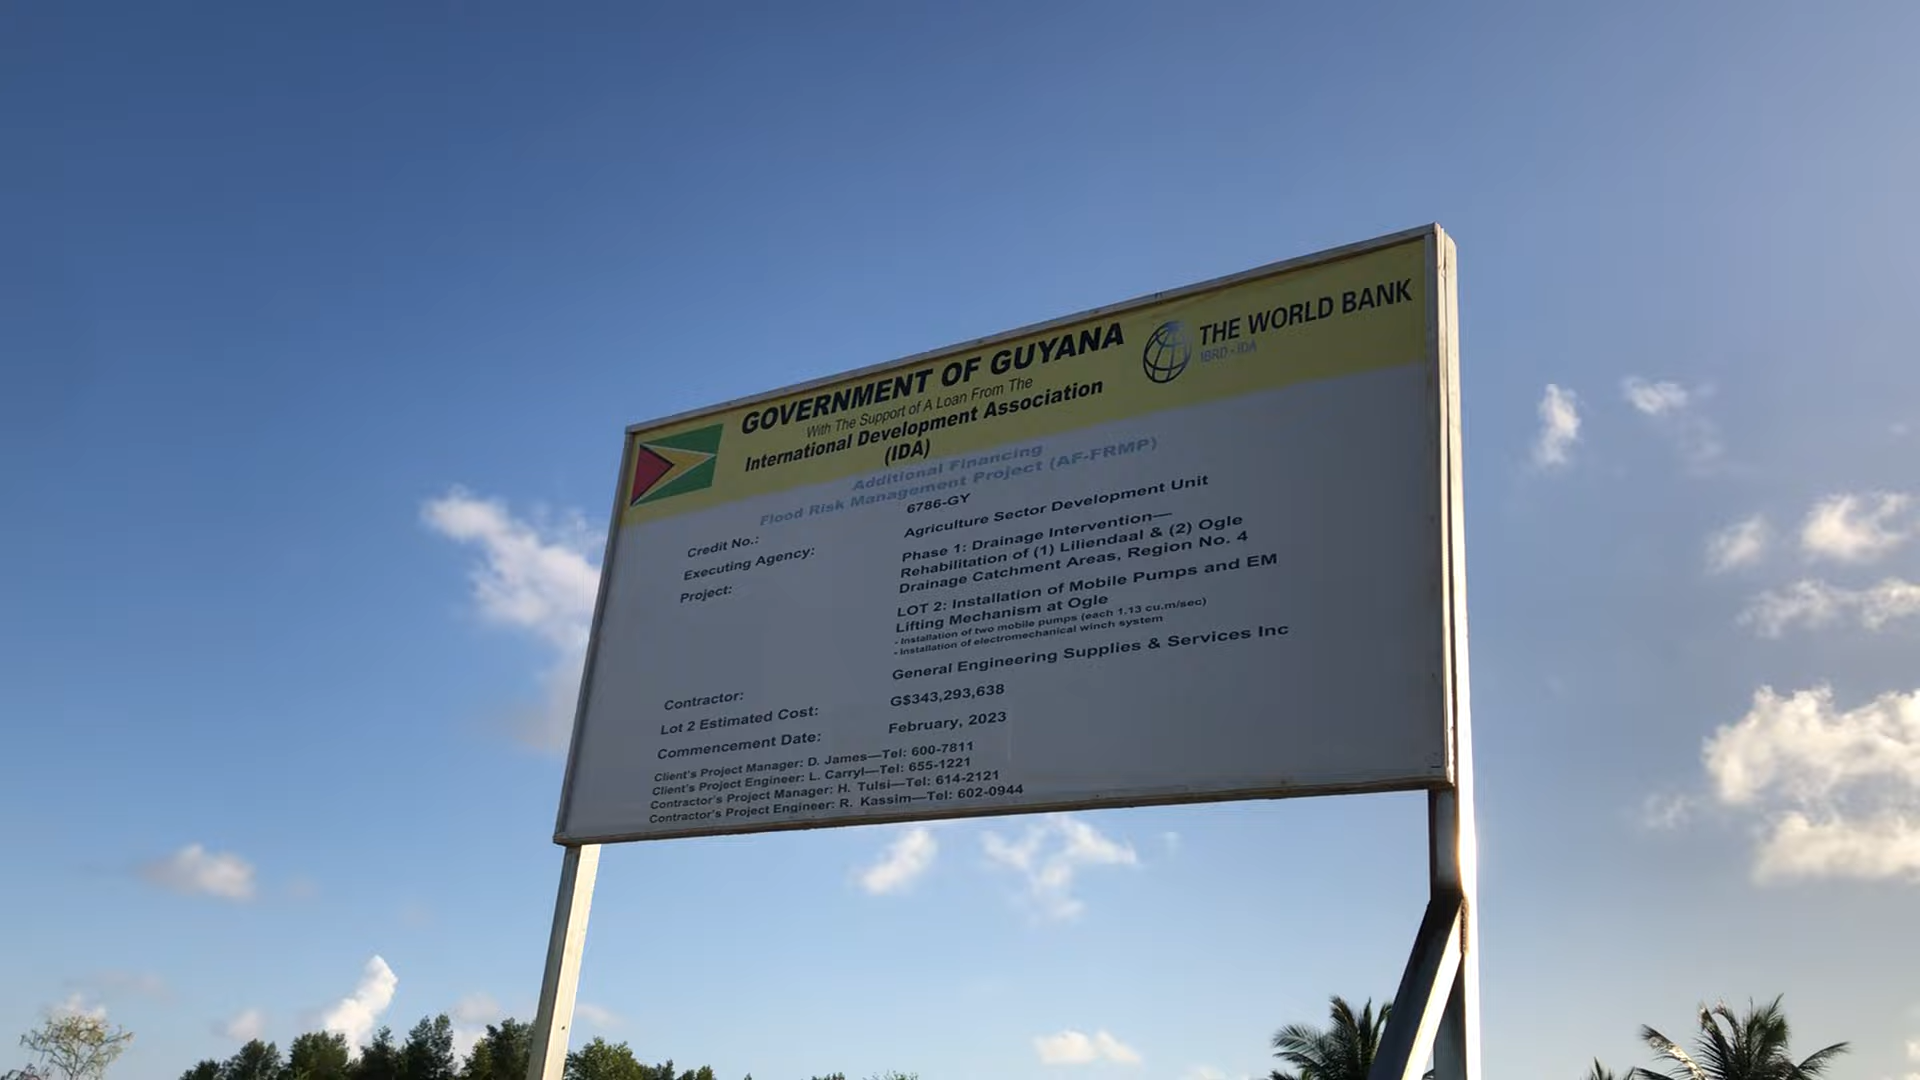 GOVERNMENT OF GUYANA
With The Support of A Loan From The
International Development Association
(IDA)
THE WORLD BANK
IBRD • IDA
Additional Financing
Flood Risk Management Project (AF-FRMP)
Credit No.: 6786-GY
Executing Agency: Agriculture Sector Development Unit
Project: Phase 1: Drainage Intervention—
Rehabilitation of (1) Liliendaal & (2) Ogle
Drainage Catchment Areas, Region No. 4
LOT 2: Installation of Mobile Pumps and EM
Lifting Mechanism at Ogle
- Installation of two mobile pumps (each 1.13 cu.m/sec)
- Installation of electromechanical winch system
Contractor: General Engineering Supplies & Services Inc
Lot 2 Estimated Cost: G$343,293,638
Commencement Date: February, 2023
Client's Project Manager: D. James—Tel: 600-7811
Client's Project Engineer: L. Carryl—Tel: 655-1221
Contractor's Project Manager: H. Tulsi—Tel: 614-2121
Contractor's Project Engineer: R. Kassim—Tel: 602-0944